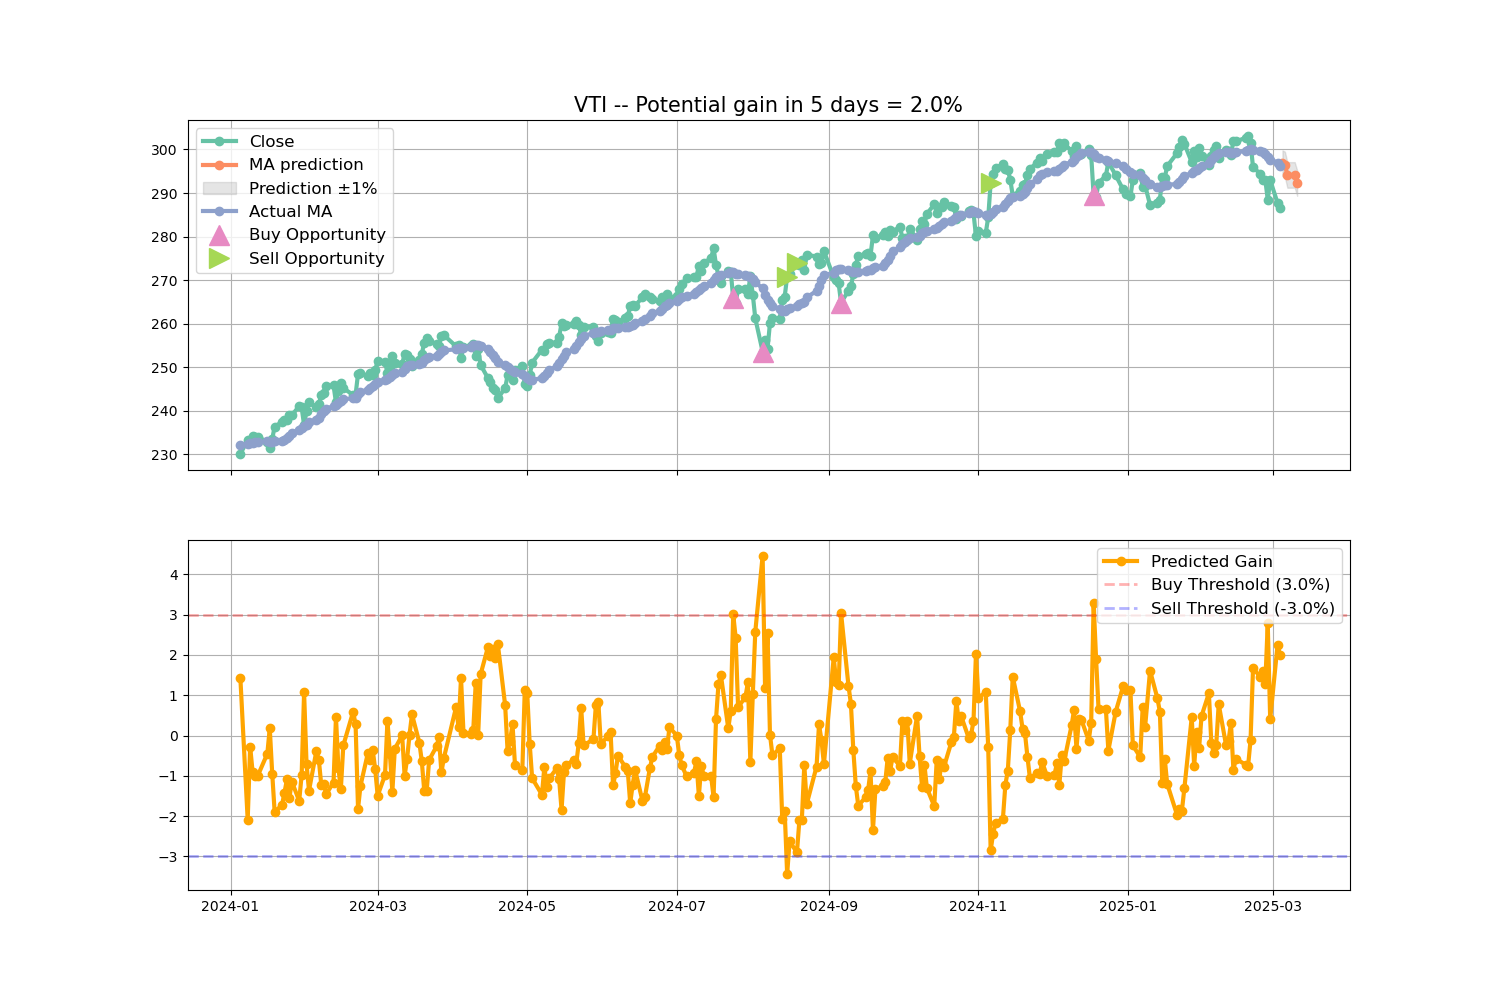 VTI -- Potential gain in 5 days = 2.0%
Close
MA prediction
Prediction ±1%
Actual MA
Buy Opportunity
Sell Opportunity
300
290
280
270
260
250
240
230
Predicted Gain
Buy Threshold (3.0%)
Sell Threshold (-3.0%)
4
3
2
1
0
−1
−2
−3
2024-01 2024-03 2024-05 2024-07 2024-09 2024-11 2025-01 2025-03